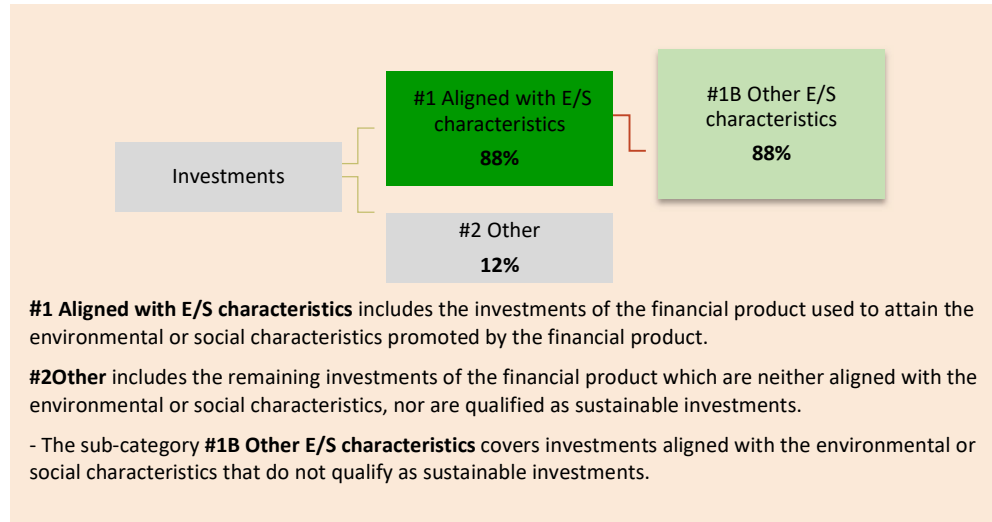 #1 Aligned with E/S
characteristics
88%
#1B Other E/S
characteristics
88%
Investments
#2 Other
12%
#1 Aligned with E/S characteristics includes the investments of the financial product used to attain the
environmental or social characteristics promoted by the financial product.
#2Other includes the remaining investments of the financial product which are neither aligned with the
environmental or social characteristics, nor are qualified as sustainable investments.
- The sub-category #1B Other E/S characteristics covers investments aligned with the environmental or
social characteristics that do not qualify as sustainable investments.